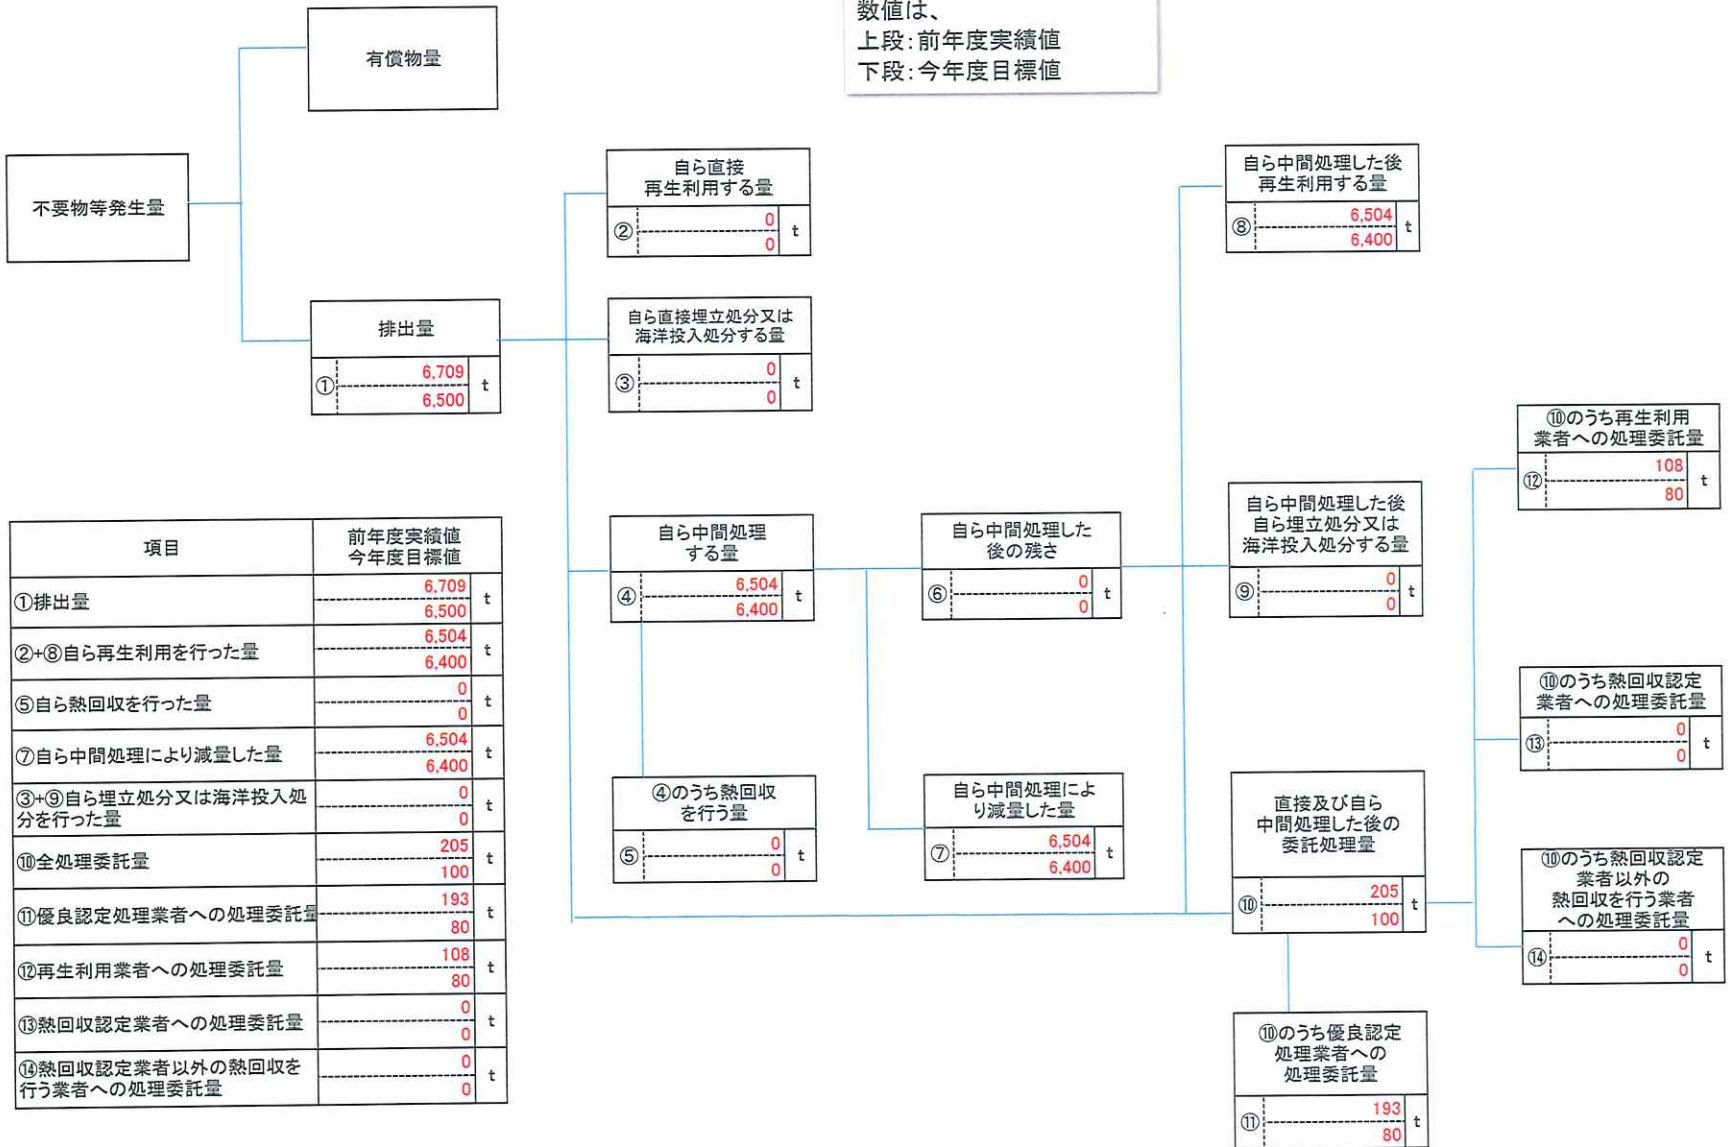 数値は、
上段：前年度実績値
下段：今年度目標値
有償物量
不要物等発生量
排出量
①
6,709
6,500
t
自ら直接
再生利用する量
②
0
0
t
自ら直接埋立処分又は
海洋投入処分する量
③
0
0
t
自ら中間処理
する量
④
6,504
6,400
t
④のうち熱回収
を行う量
⑤
0
0
t
自ら中間処理した
後の残さ
⑥
0
0
t
自ら中間処理によ
り減量した量
⑦
6,504
6,400
t
自ら中間処理した後
再生利用する量
⑧
6,504
6,400
t
自ら中間処理した後
自ら埋立処分又は
海洋投入処分する量
⑨
0
0
t
直接及び自ら
中間処理した後の
委託処理量
⑩
205
100
t
⑩のうち優良認定
処理業者への
処理委託量
⑪
193
80
t
⑩のうち再生利用
業者への処理委託量
⑫
108
80
t
⑩のうち熱回収認定
業者への処理委託量
⑬
0
0
t
⑩のうち熱回収認定
業者以外の
熱回収を行う業者
への処理委託量
⑭
0
0
t
項目
前年度実績値
今年度目標値
①排出量
6,709
6,500
t
②+⑧自ら再生利用を行った量
6,504
6,400
t
⑤自ら熱回収を行った量
0
0
t
⑦自ら中間処理により減量した量
6,504
6,400
t
③+⑨自ら埋立処分又は海洋投入処
分を行った量
0
0
t
⑩全処理委託量
205
100
t
⑪優良認定処理業者への処理委託量
193
80
t
⑫再生利用業者への処理委託量
108
80
t
⑬熱回収認定業者への処理委託量
0
0
t
⑭熱回収認定業者以外の熱回収を
行う業者への処理委託量
0
0
t